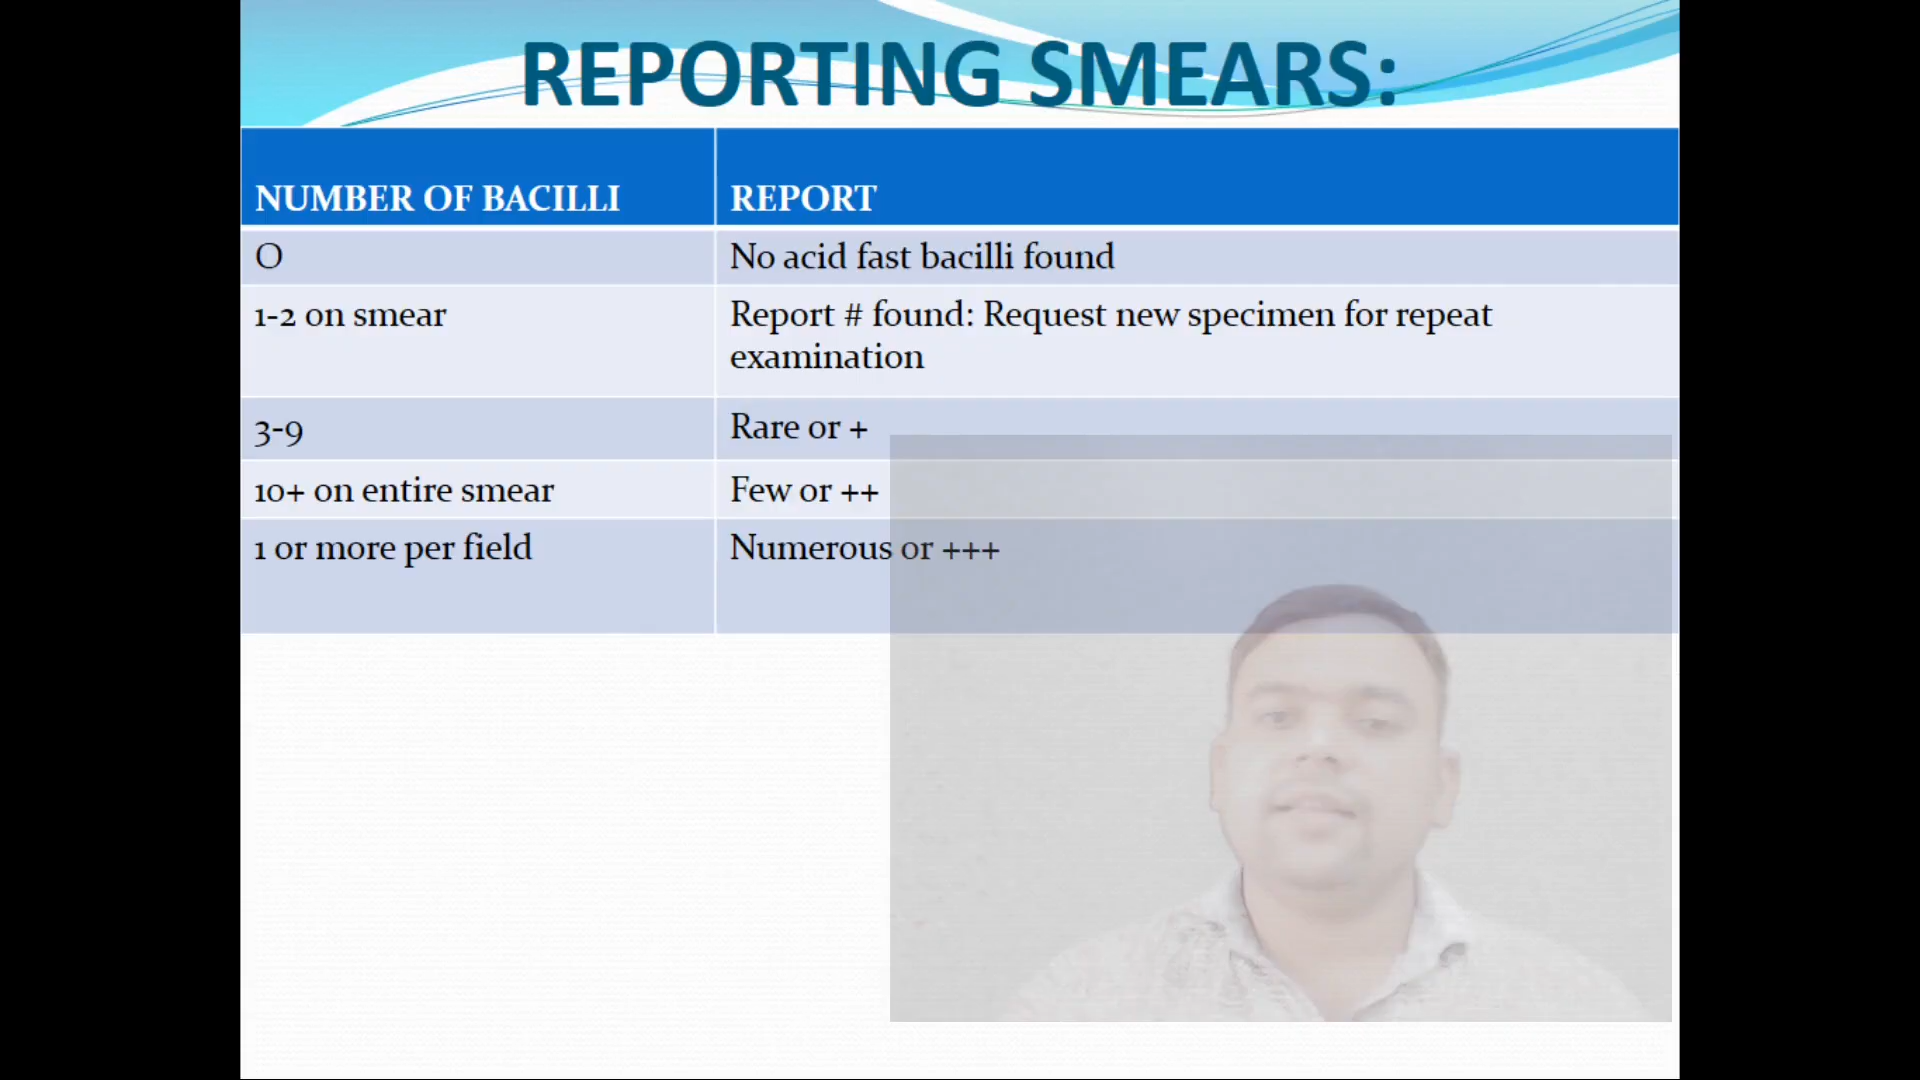 REPORTING SMEARS:
NUMBER OF BACILLI
REPORT
O
No acid fast bacilli found
1-2 on smear
Report # found: Request new specimen for repeat
examination
3-9
Rare or +
10+ on entire smear
Few or ++
1 or more per field
Numerous or +++